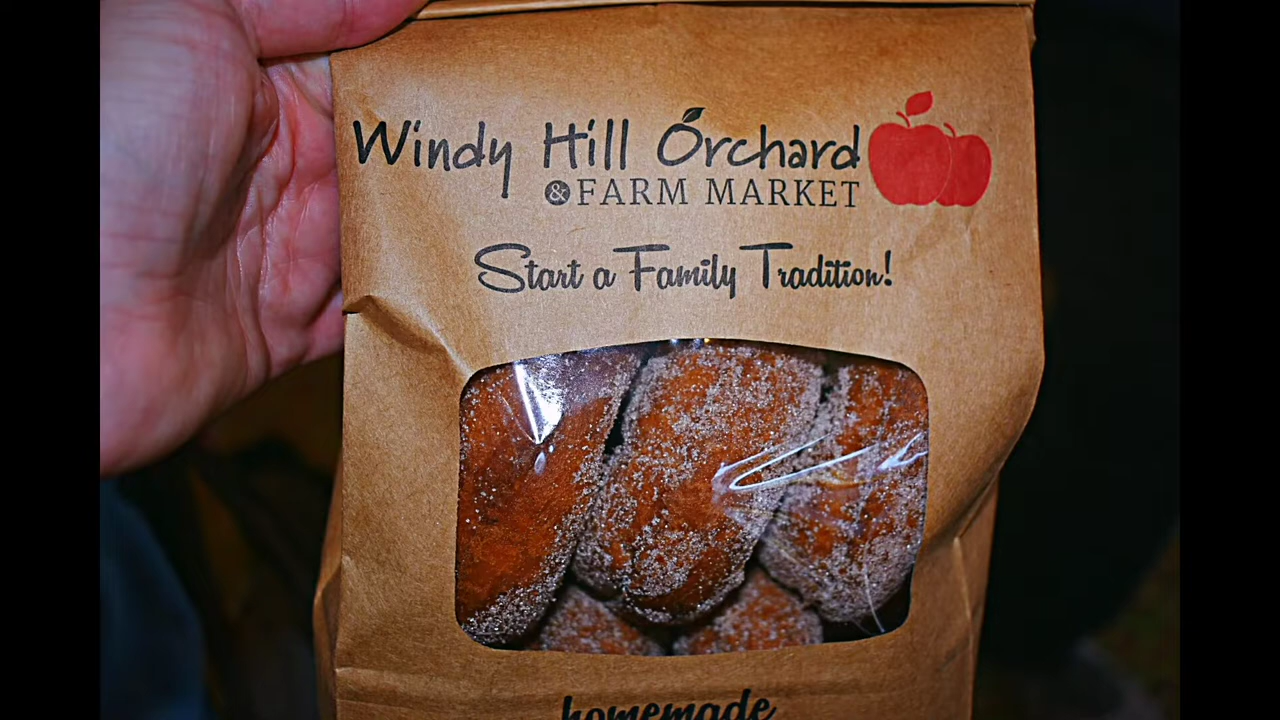 Windy Hill Orchard
& FARM MARKET
Start a Family Tradition!
homemade